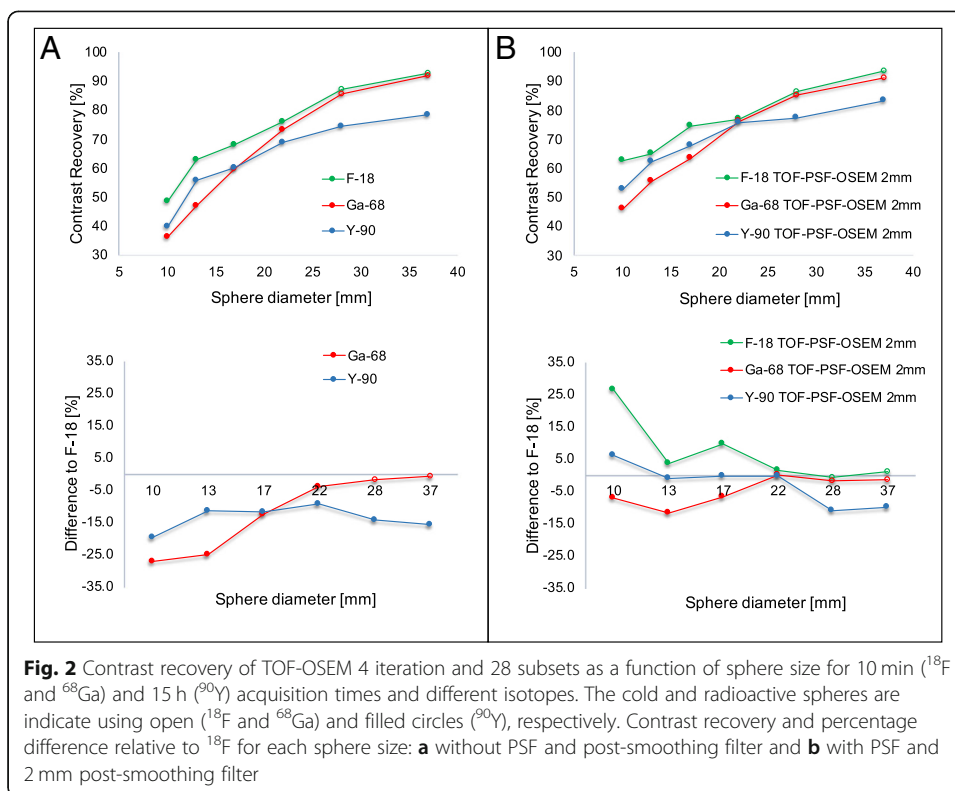 A
100
90
80
70
60
50
40
30
Contrast Recovery [%]
F-18
Ga-68
Y-90
5 10 15 20 25 30 35 40
Sphere diameter [mm]
B
100
90
80
70
60
50
40
30
Contrast Recovery [%]
F-18 TOF-PSF-OSEM 2mm
Ga-68 TOF-PSF-OSEM 2mm
Y-90 TOF-PSF-OSEM 2mm
5 10 15 20 25 30 35 40
Sphere diameter [mm]
35.0
25.0
15.0
5.0
-5.0
-15.0
-25.0
-35.0
Difference to F-18 [%]
Ga-68
Y-90
10 13 17 22 28 37
Sphere diameter [mm]
35.0
25.0
15.0
5.0
-5.0
-15.0
-25.0
-35.0
Difference to F-18 [%]
F-18 TOF-PSF-OSEM 2mm
Ga-68 TOF-PSF-OSEM 2mm
Y-90 TOF-PSF-OSEM 2mm
10 13 17 22 28 37
Sphere diameter [mm]
Fig. 2 Contrast recovery of TOF-OSEM 4 iteration and 28 subsets as a function of sphere size for 10 min (¹⁸F
and ⁶⁸Ga) and 15 h (⁹⁰Y) acquisition times and different isotopes. The cold and radioactive spheres are
indicate using open (¹⁸F and ⁶⁸Ga) and filled circles (⁹⁰Y), respectively. Contrast recovery and percentage
difference relative to ¹⁸F for each sphere size: a without PSF and post-smoothing filter and b with PSF and
2 mm post-smoothing filter